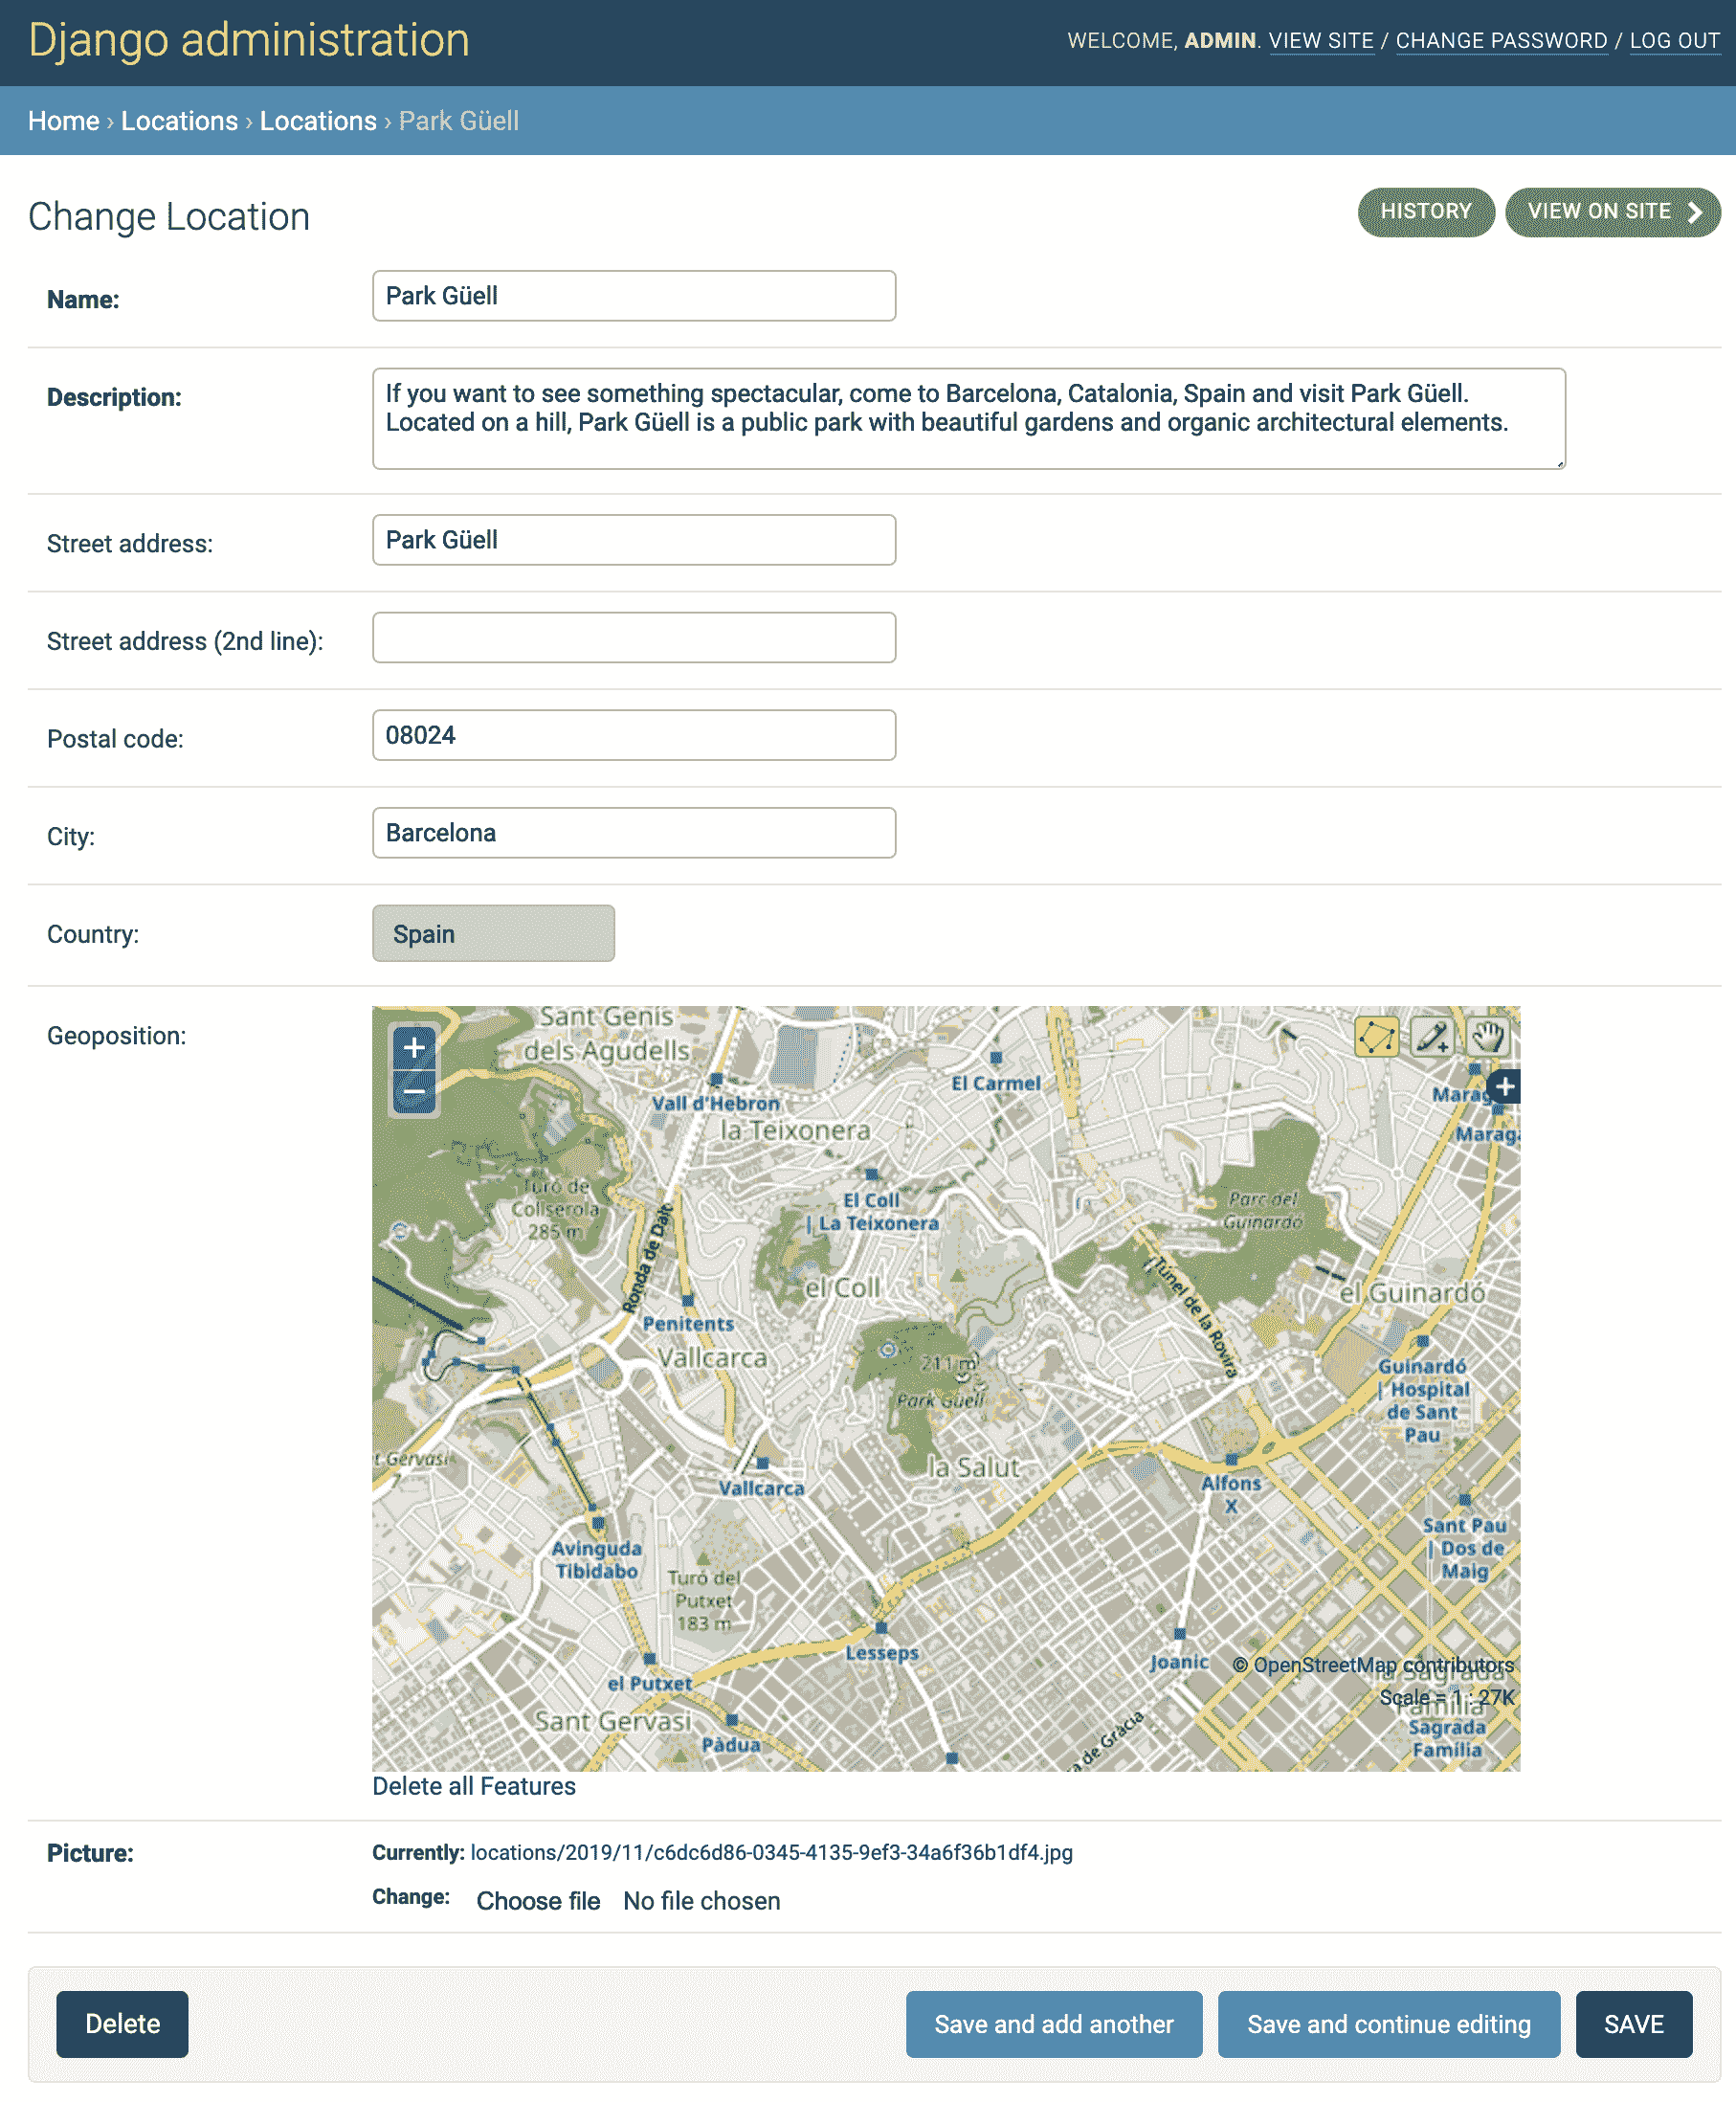 Django administration
WELCOME, ADMIN. VIEW SITE / CHANGE PASSWORD / LOG OUT
Home › Locations › Locations › Park Güell
Change Location
HISTORY
VIEW ON SITE
Name:
Park Güell
Description:
If you want to see something spectacular, come to Barcelona, Catalonia, Spain and visit Park Güell.
Located on a hill, Park Güell is a public park with beautiful gardens and organic architectural elements.
Street address:
Park Güell
Street address (2nd line):
Postal code:
08024
City:
Barcelona
Country:
Spain
Geoposition:
+
−
+
Sant Genis
dels Agudells
Vall d'Hebron
la Teixonera
El Carmel
Marag
Marag
El Coll
| La Teixonera
Turó de
Collserola
285 m
Parc del
Guinardó
Ronda de Dalt
el Coll
Túnel de la Rovira
el Guinardó
Penitents
Vallcarca
211 m
Park Güell
Guinardó
| Hospital
de Sant
Pau
t Gervasi
la Salut
Vallcarca
Alfons
X
Sant Pau
| Dos de
Maig
Avinguda
Tibidabo
Turó del
Putxet
183 m
Lesseps
Joanic
© OpenStreetMap contributors
la Sagrada
Scale = 1 : 27K
Família
el Putxet
Sant Gervasi
Pàdua
a de Gràcia
Sagrada
Família
Delete all Features
Picture:
Currently: locations/2019/11/c6dc6d86-0345-4135-9ef3-34a6f36b1df4.jpg
Change: Choose file No file chosen
Delete
Save and add another
Save and continue editing
SAVE